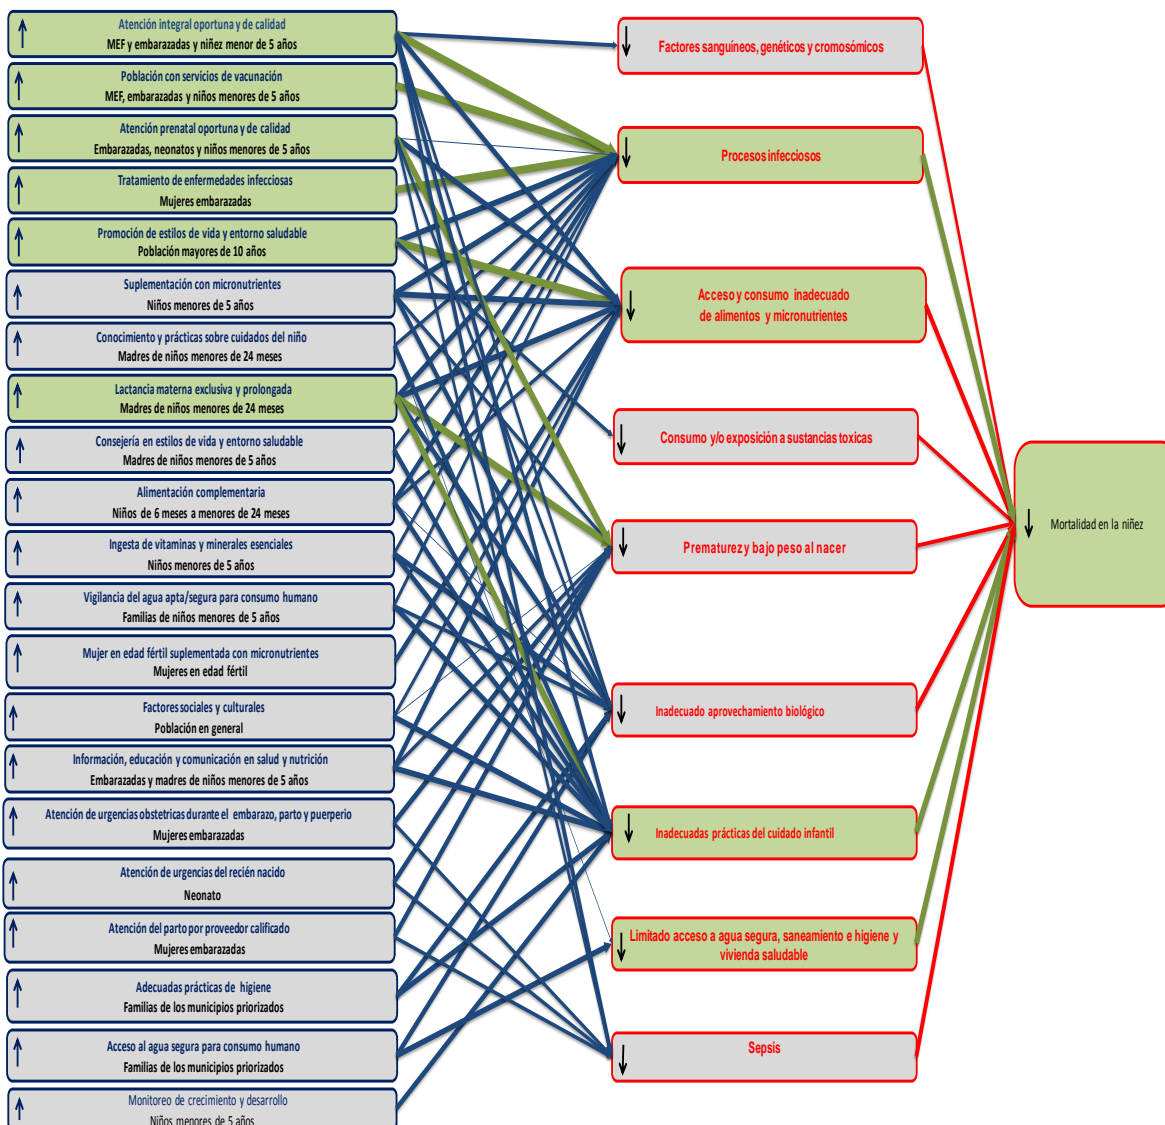 Atención integral oportuna y de calidad
MEF y embarazadas y niñez menor de 5 años
Población con servicios de vacunación
MEF, embarazadas y niños menores de 5 años
Atención prenatal oportuna y de calidad
Embarazadas, neonatos y niños menores de 5 años
Tratamiento de enfermedades infecciosas
Mujeres embarazadas
Promoción de estilos de vida y entorno saludable
Población mayores de 10 años
Suplementación con micronutrientes
Niños menores de 5 años
Conocimiento y prácticas sobre cuidados del niño
Madres de niños menores de 24 meses
Lactancia materna exclusiva y prolongada
Madres de niños menores de 24 meses
Consejería en estilos de vida y entorno saludable
Madres de niños menores de 5 años
Alimentación complementaria
Niños de 6 meses a menores de 24 meses
Ingesta de vitaminas y minerales esenciales
Niños menores de 5 años
Vigilancia del agua apta/segura para consumo humano
Familias de niños menores de 5 años
Mujer en edad fértil suplementada con micronutrientes
Mujeres en edad fértil
Factores sociales y culturales
Población en general
Información, educación y comunicación en salud y nutrición
Embarazadas y madres de niños menores de 5 años
Atención de urgencias obstetricas durante el embarazo, parto y puerperio
Mujeres embarazadas
Atención de urgencias del recién nacido
Neonato
Atención del parto por proveedor calificado
Mujeres embarazadas
Adecuadas prácticas de higiene
Familias de los municipios priorizados
Acceso al agua segura para consumo humano
Familias de los municipios priorizados
Monitoreo de crecimiento y desarrollo
Niños menores de 5 años
Factores sanguíneos, genéticos y cromosómicos
Procesos infecciosos
Acceso y consumo inadecuado
de alimentos y micronutrientes
Consumo y/o exposición a sustancias toxicas
Prematurez y bajo peso al nacer
Inadecuado aprovechamiento biológico
Inadecuadas prácticas del cuidado infantil
Limitado acceso a agua segura, saneamiento e higiene y
vivienda saludable
Sepsis
Mortalidad en la niñez